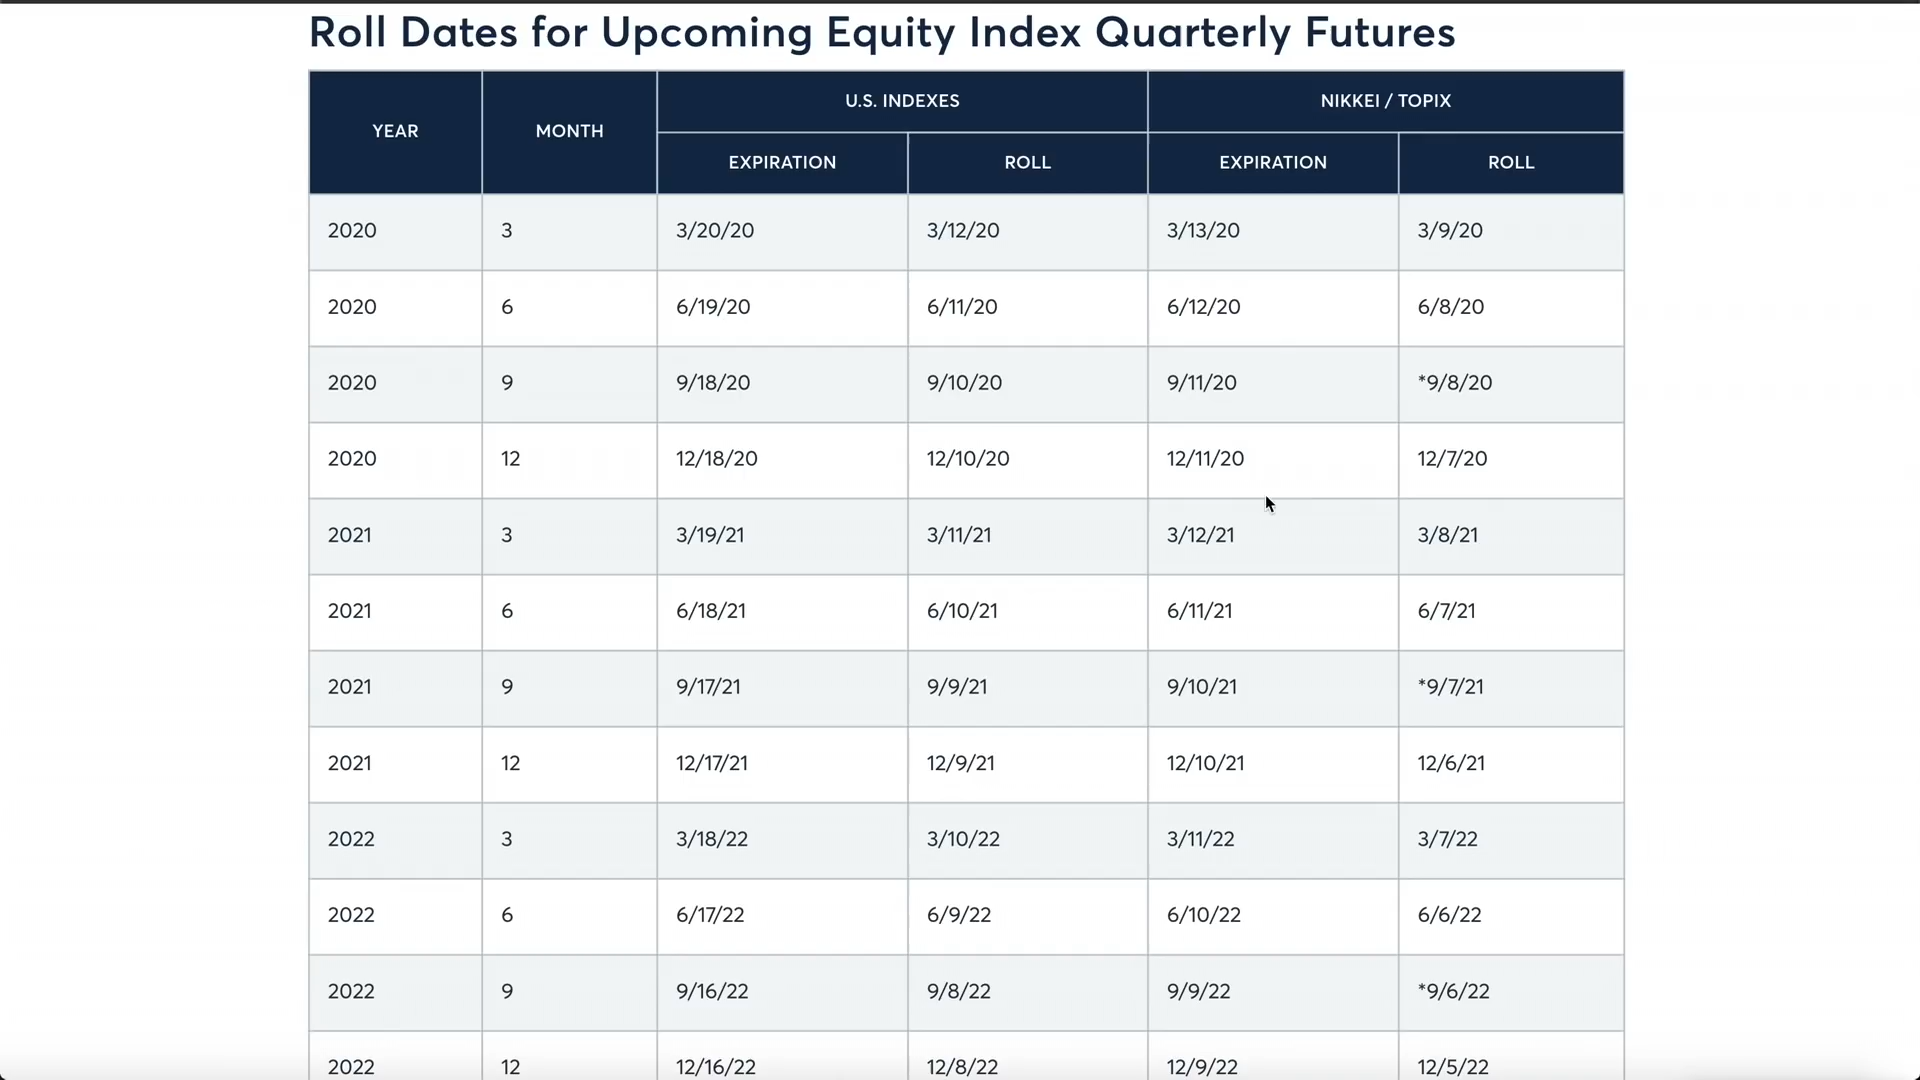 Roll Dates for Upcoming Equity Index Quarterly Futures
YEAR MONTH U.S. INDEXES NIKKEI / TOPIX
EXPIRATION ROLL EXPIRATION ROLL
2020 3 3/20/20 3/12/20 3/13/20 3/9/20
2020 6 6/19/20 6/11/20 6/12/20 6/8/20
2020 9 9/18/20 9/10/20 9/11/20 *9/8/20
2020 12 12/18/20 12/10/20 12/11/20 12/7/20
2021 3 3/19/21 3/11/21 3/12/21 3/8/21
2021 6 6/18/21 6/10/21 6/11/21 6/7/21
2021 9 9/17/21 9/9/21 9/10/21 *9/7/21
2021 12 12/17/21 12/9/21 12/10/21 12/6/21
2022 3 3/18/22 3/10/22 3/11/22 3/7/22
2022 6 6/17/22 6/9/22 6/10/22 6/6/22
2022 9 9/16/22 9/8/22 9/9/22 *9/6/22
2022 12 12/16/22 12/8/22 12/9/22 12/5/22